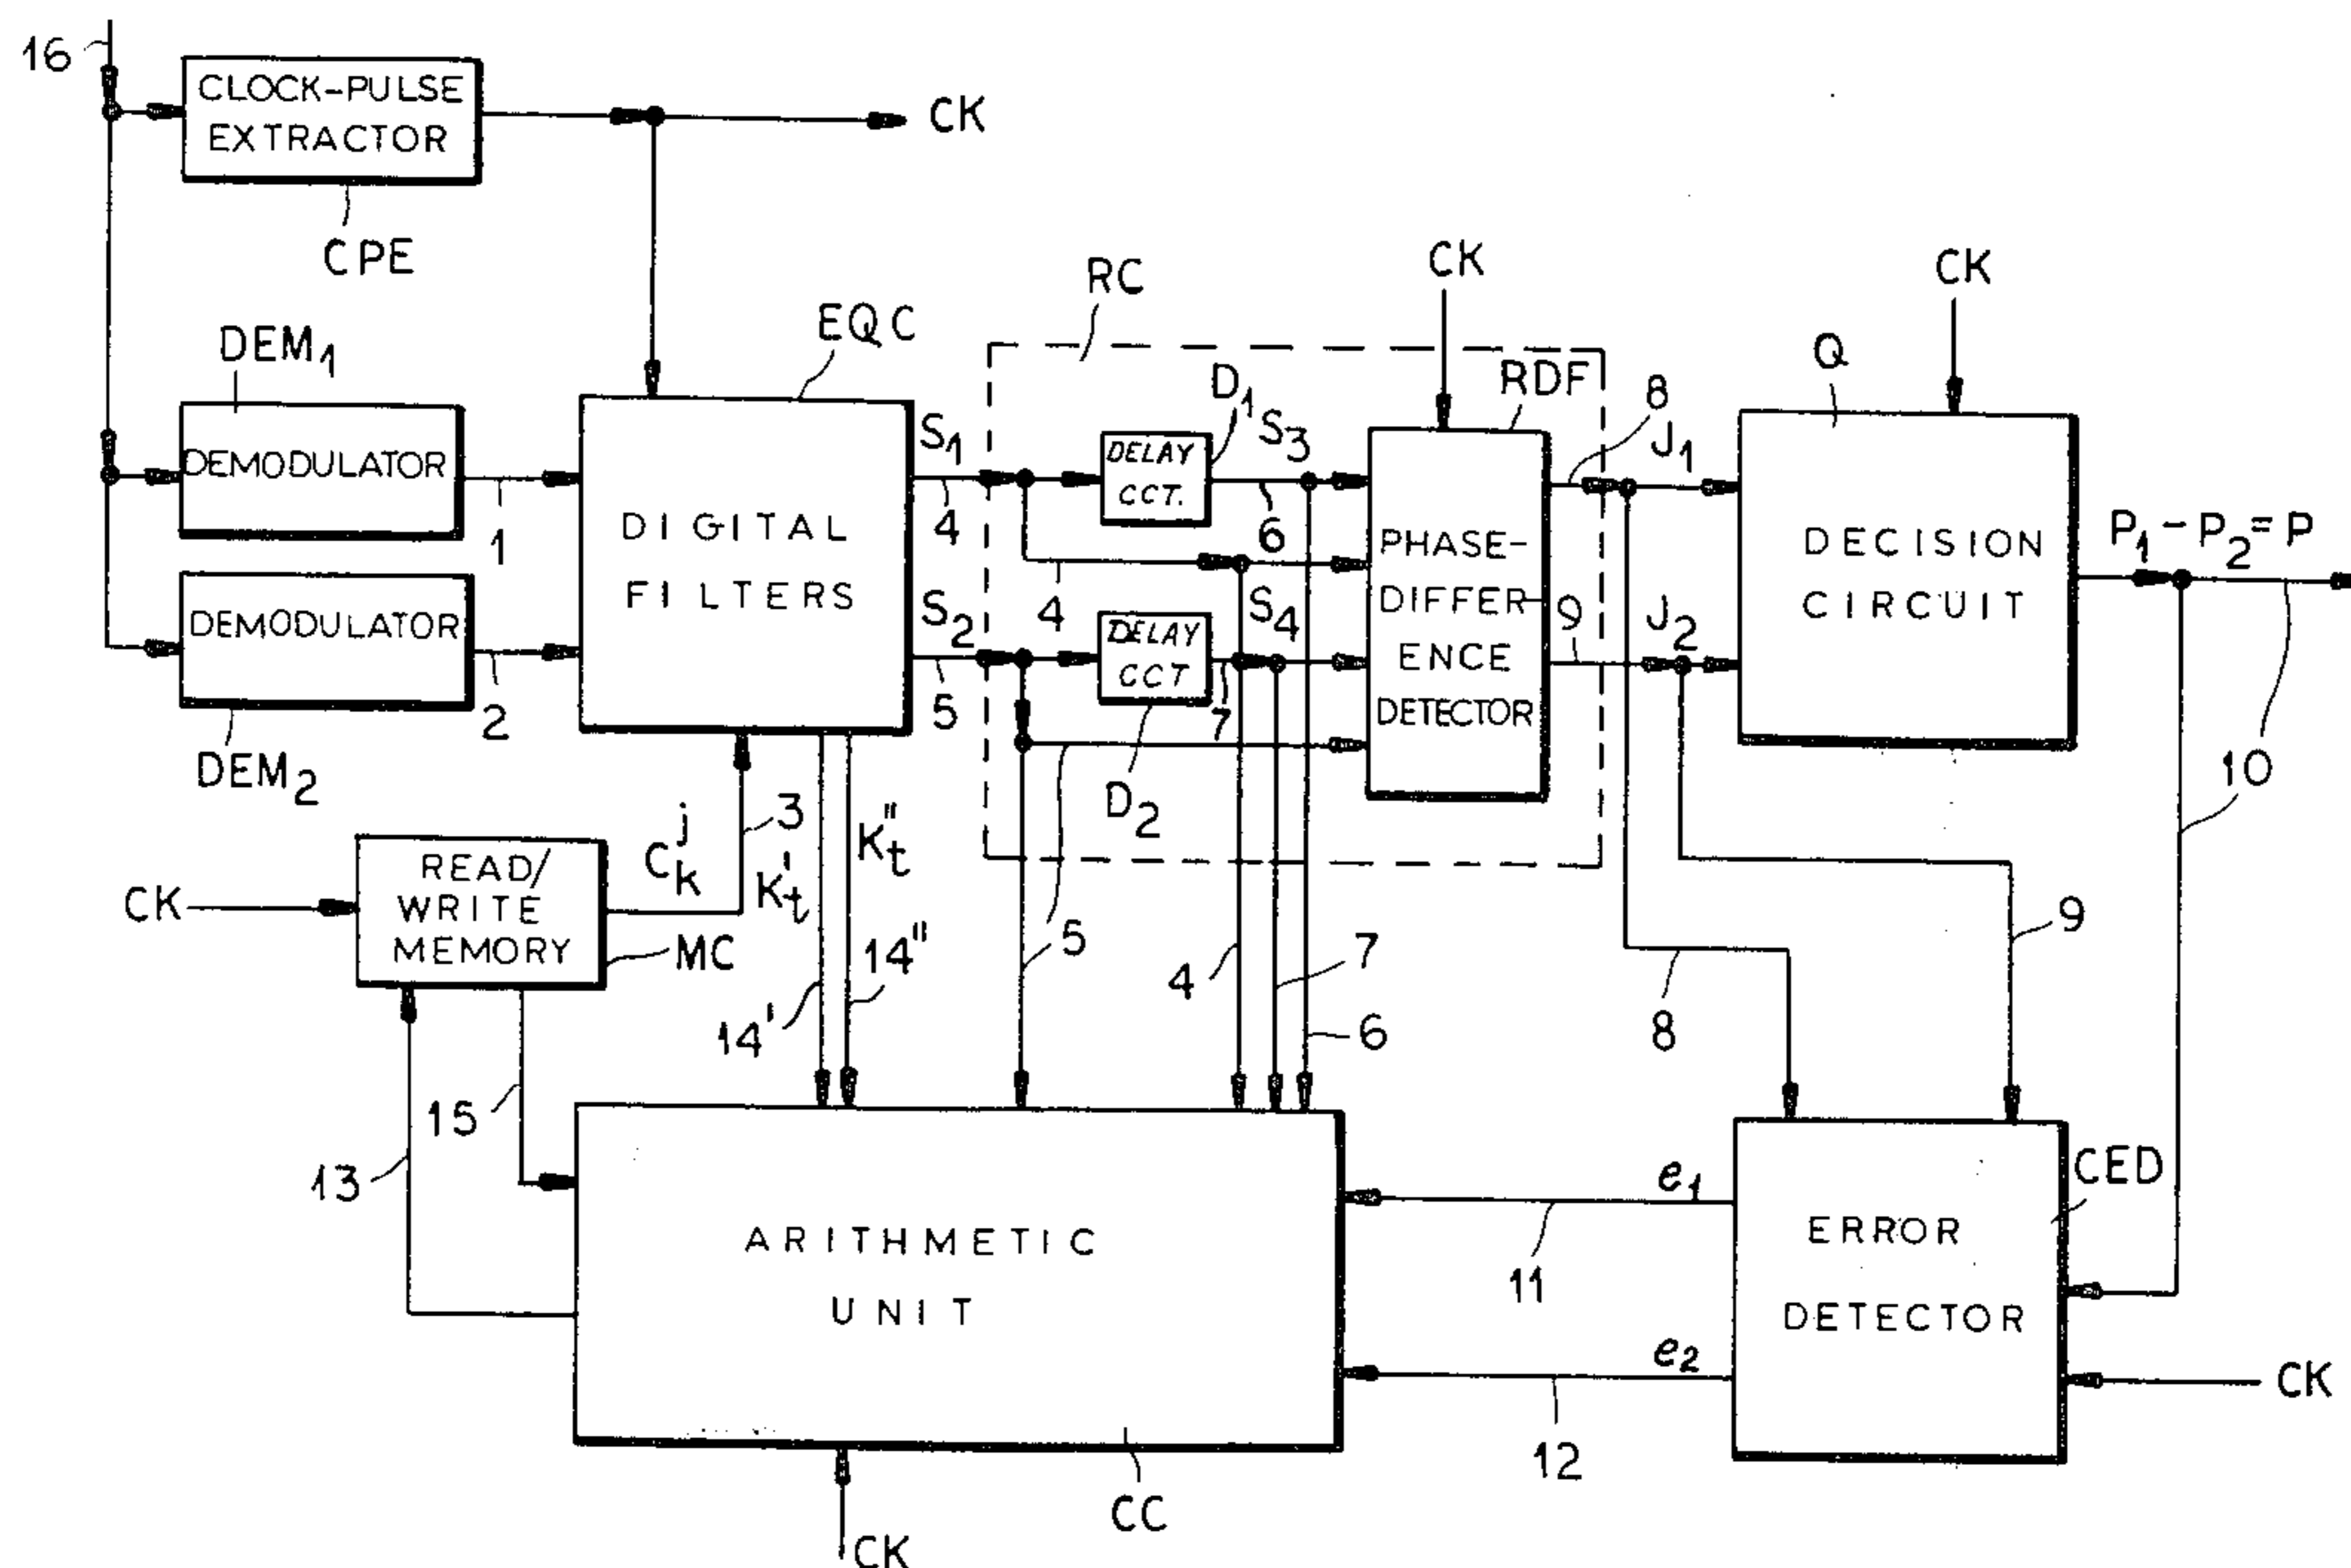 16
CLOCK-PULSE
EXTRACTOR
CK
CPE
DEM1
DEMODULATOR
1
DEMODULATOR
2
DEM2
EQC
DIGITAL
FILTERS
S1
4
S2
5
RC
D1
DELAY
CCT.
S3
6
4
S4
DELAY
CCT
7
D2
CK
RDF
PHASE-
DIFFER-
ENCE
DETECTOR
8
J1
9
J2
CK
Q
DECISION
CIRCUIT
P1-P2=P
10
CK
READ/
WRITE
MEMORY
MC
C_k^j
3
K't
K"t
14'
14"
5
4
7
6
8
9
15
13
ARITHMETIC
UNIT
CC
CK
e1
11
e2
12
CED
ERROR
DETECTOR
CK